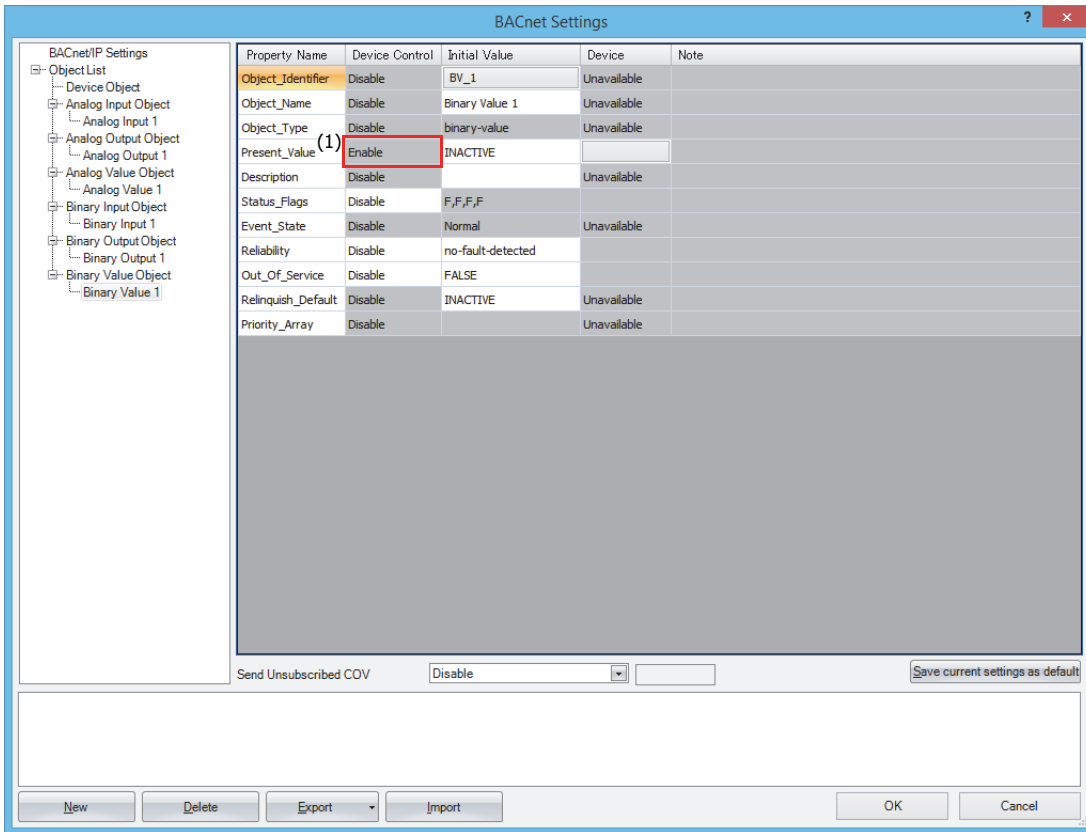 BACnet Settings
? ×
BACnet/IP Settings
Object List
Device Object
Analog Input Object
Analog Input 1
Analog Output Object
Analog Output 1
Analog Value Object
Analog Value 1
Binary Input Object
Binary Input 1
Binary Output Object
Binary Output 1
Binary Value Object
Binary Value 1
Property Name Device Control Initial Value Device Note
Object_Identifier Disable BV_1 Unavailable
Object_Name Disable Binary Value 1 Unavailable
Object_Type Disable binary-value Unavailable
Present_Value (1) Enable INACTIVE
Description Disable Unavailable
Status_Flags Disable F,F,F,F
Event_State Disable Normal Unavailable
Reliability Disable no-fault-detected
Out_Of_Service Disable FALSE
Relinquish_Default Disable INACTIVE Unavailable
Priority_Array Disable Unavailable
Send Unsubscribed COV Disable Save current settings as default
New Delete Export Import OK Cancel